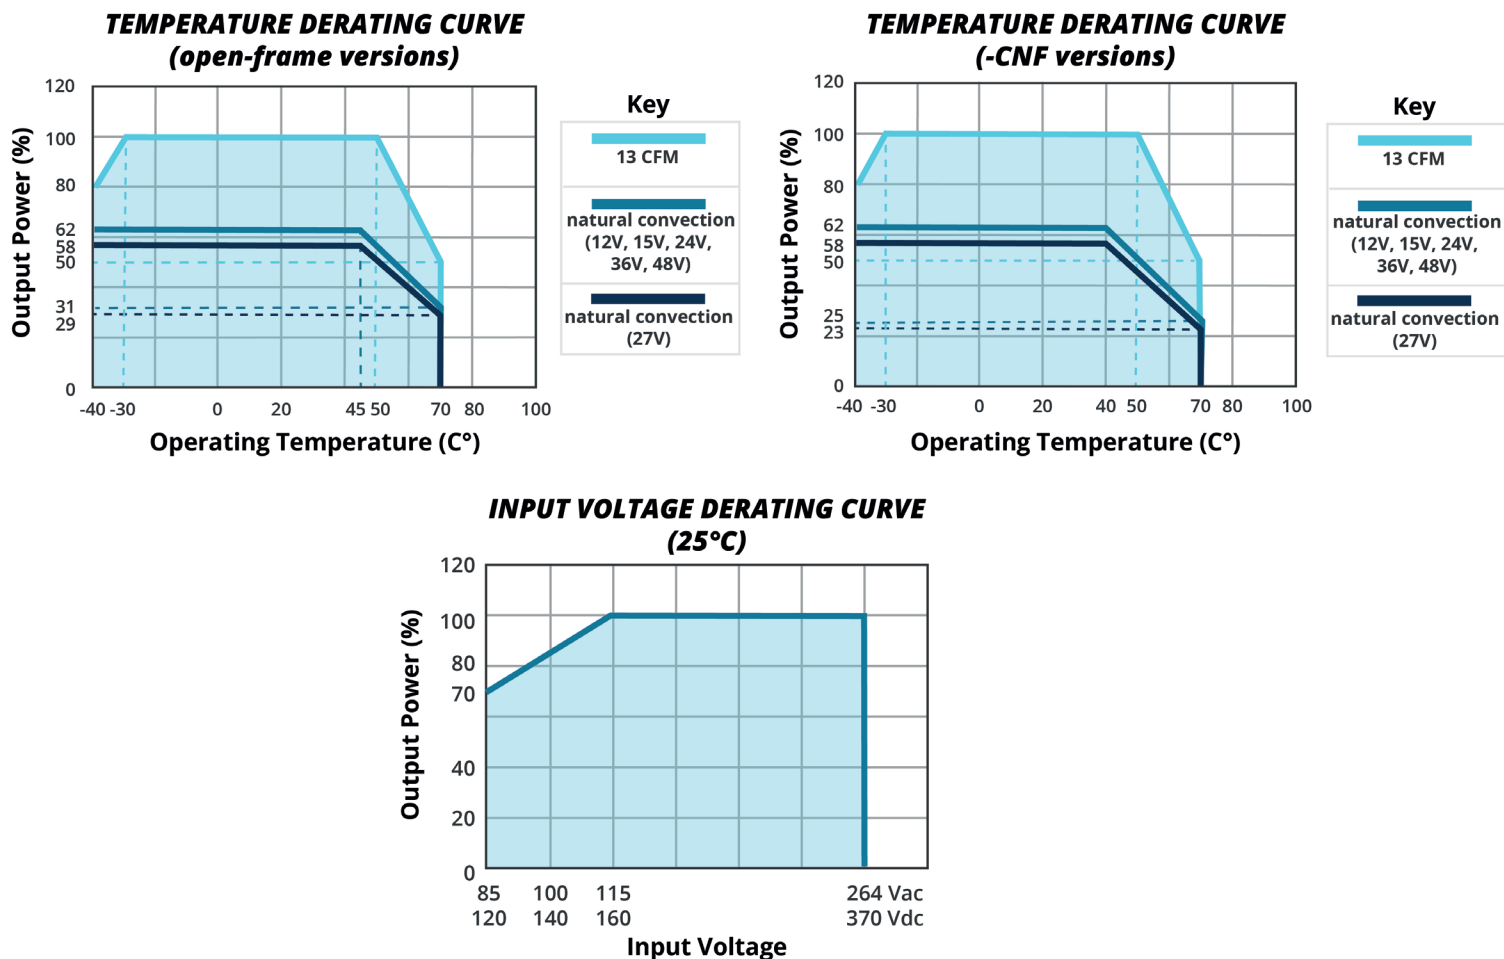 TEMPERATURE DERATING CURVE
(open-frame versions)
120
100
80
62
58
50
31
29
0
Output Power (%)
-40 -30 0 20 45 50 70 80 100
Operating Temperature (C°)
Key
13 CFM
natural convection
(12V, 15V, 24V,
36V, 48V)
natural convection
(27V)
TEMPERATURE DERATING CURVE
(-CNF versions)
120
100
80
62
58
50
25
23
0
Output Power (%)
-40 -30 0 20 40 50 70 80 100
Operating Temperature (C°)
Key
13 CFM
natural convection
(12V, 15V, 24V,
36V, 48V)
natural convection
(27V)
INPUT VOLTAGE DERATING CURVE
(25°C)
120
100
80
70
40
20
0
Output Power (%)
85 100 115 264 Vac
120 140 160 370 Vdc
Input Voltage